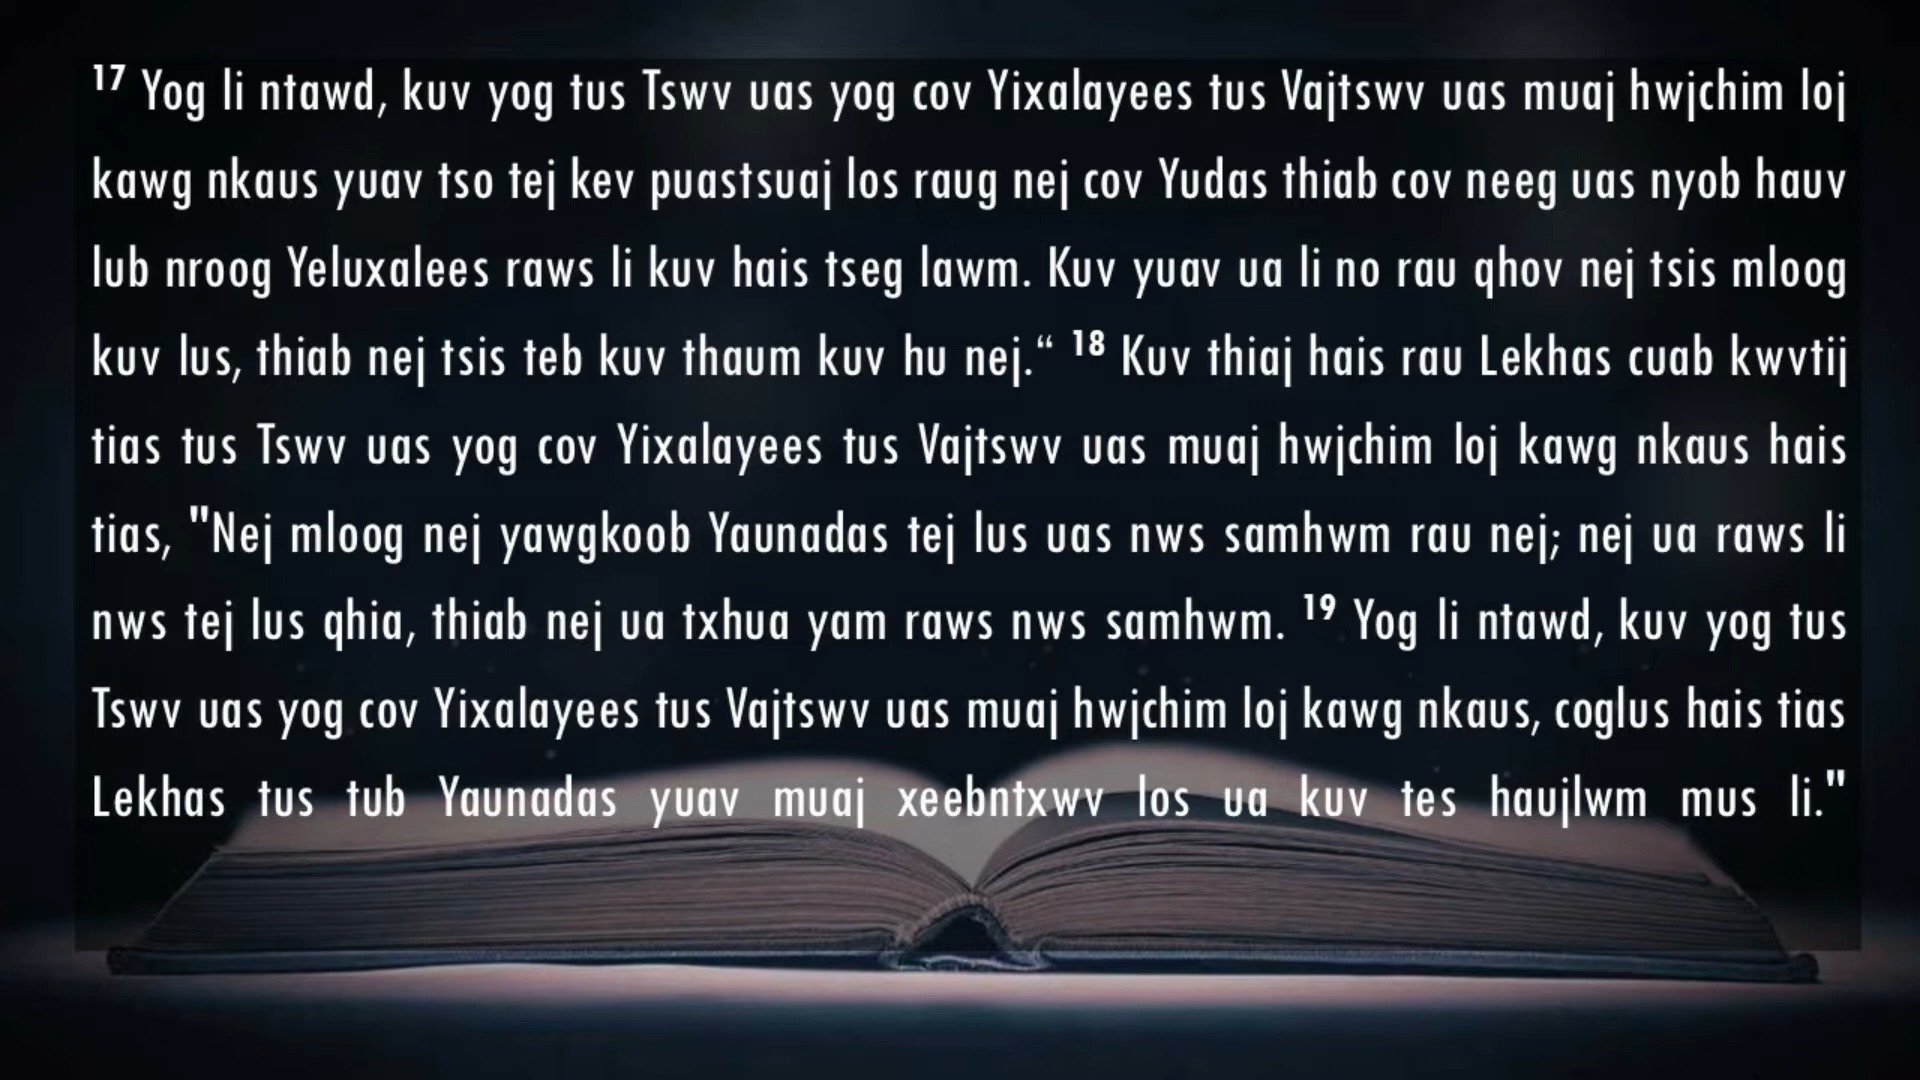 17 Yog li ntawd, kuv yog tus Tswv uas yog cov Yixalayees tus Vajtswv uas muaj hwjchim loj
kawg nkaus yuav tso tej kev puastsuaj los raug nej cov Yudas thiab cov neeg uas nyob hauv
lub nroog Yeluxalees raws li kuv hais tseg lawm. Kuv yuav ua li no rau qhov nej tsis mloog
kuv lus, thiab nej tsis teb kuv thaum kuv hu nej.“ 18 Kuv thiaj hais rau Lekhas cuab kwvtij
tias tus Tswv uas yog cov Yixalayees tus Vajtswv uas muaj hwjchim loj kawg nkaus hais
tias, "Nej mloog nej yawgkoob Yaunadas tej lus uas nws samhwm rau nej; nej ua raws li
nws tej lus qhia, thiab nej ua txhua yam raws nws samhwm. 19 Yog li ntawd, kuv yog tus
Tswv uas yog cov Yixalayees tus Vajtswv uas muaj hwjchim loj kawg nkaus, coglus hais tias
Lekhas tus tub Yaunadas yuav muaj xeebntxwv los ua kuv tes haujlwm mus li."